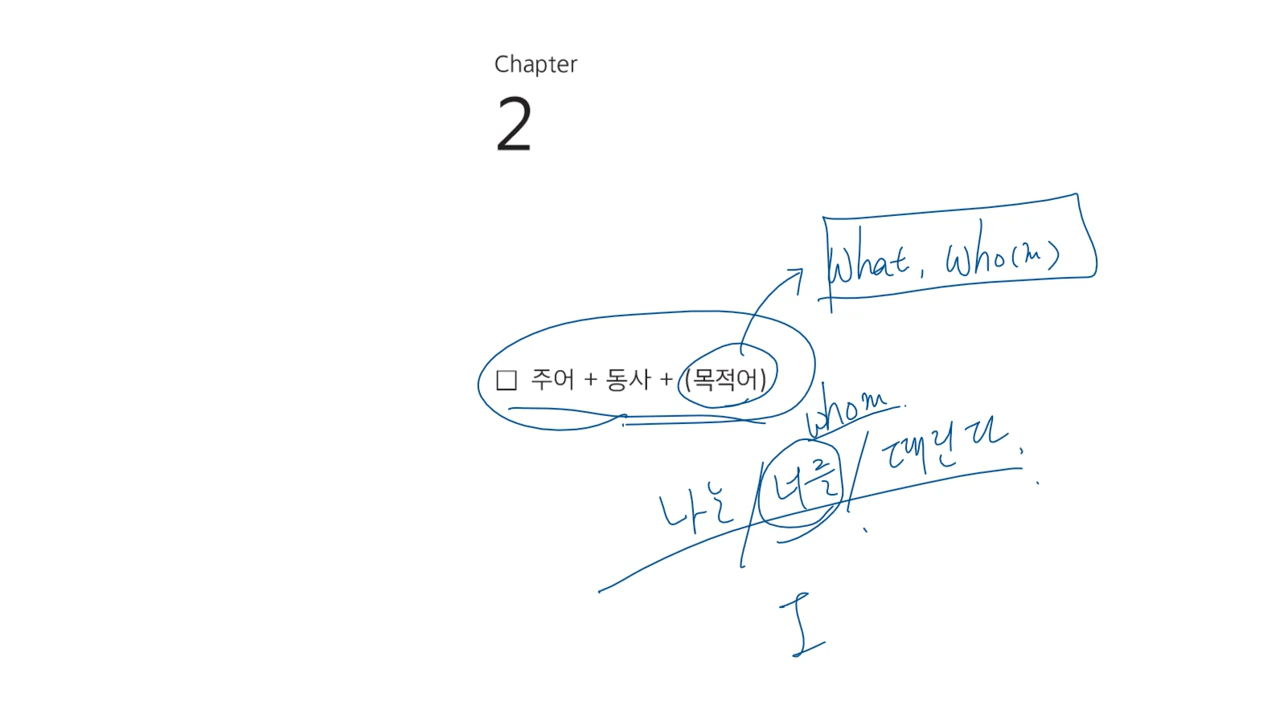 Chapter
2
What, Who(m)
주어 + 동사 + (목적어)
whom
나는 / 너를 / 때린다.
I